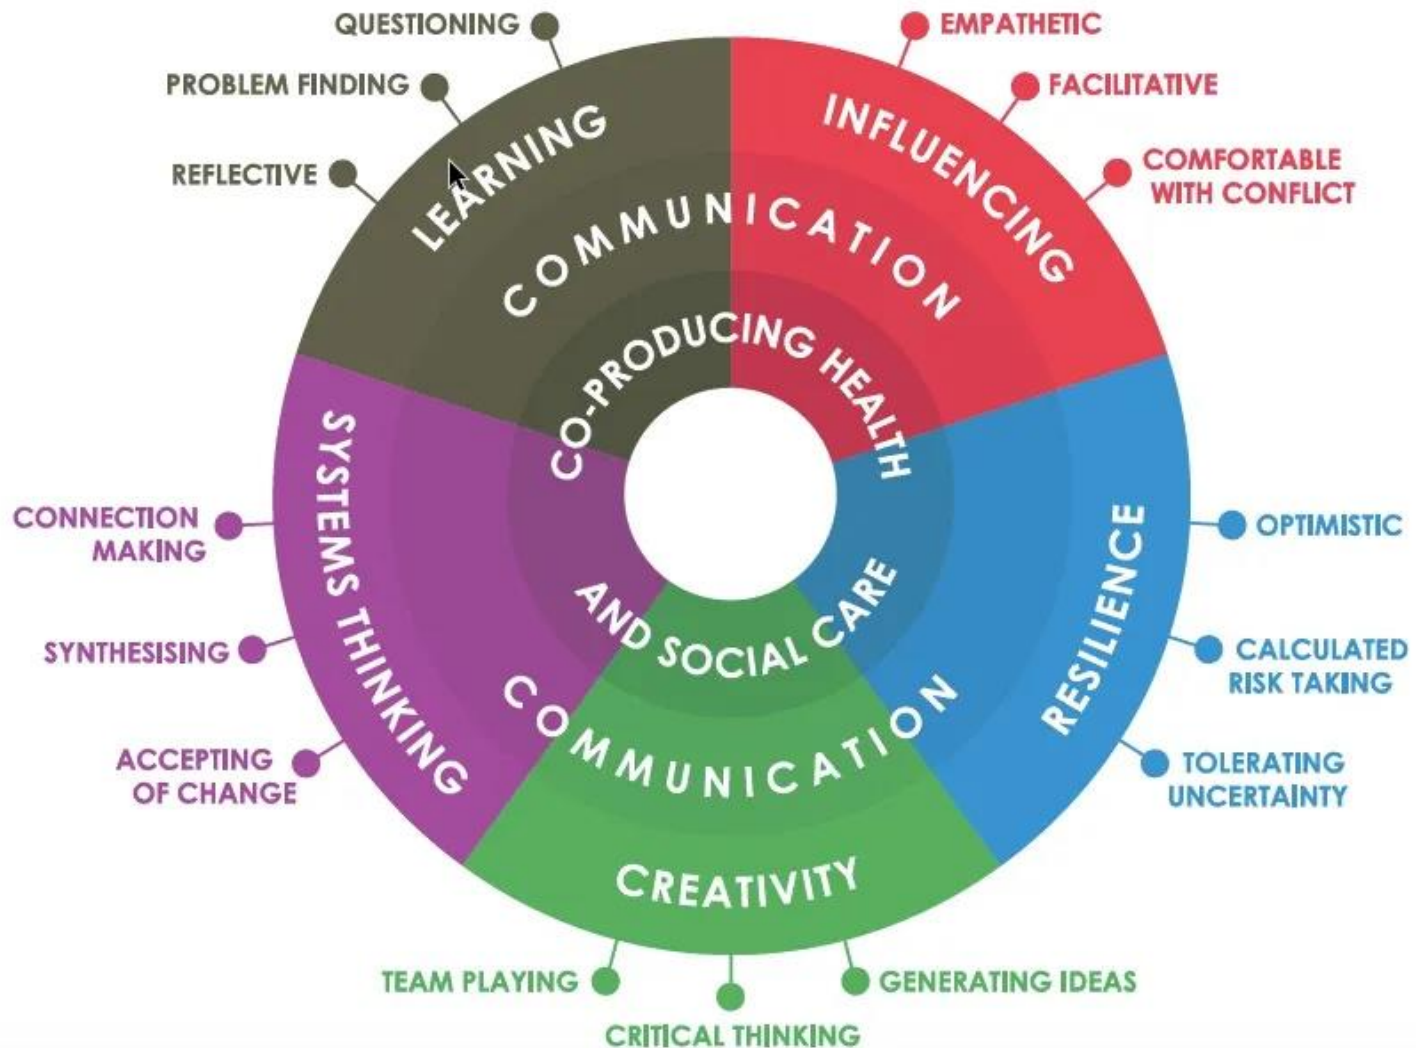 QUESTIONING
EMPATHETIC
PROBLEM FINDING
FACILITATIVE
REFLECTIVE
COMFORTABLE
WITH CONFLICT
LEARNING
INFLUENCING
COMMUNICATION
CO-PRODUCING HEALTH
SYSTEMS THINKING
RESILIENCE
CONNECTION
MAKING
OPTIMISTIC
SYNTHESISING
CALCULATED
RISK TAKING
ACCEPTING
OF CHANGE
TOLERATING
UNCERTAINTY
AND SOCIAL CARE
COMMUNICATION
CREATIVITY
TEAM PLAYING
GENERATING IDEAS
CRITICAL THINKING